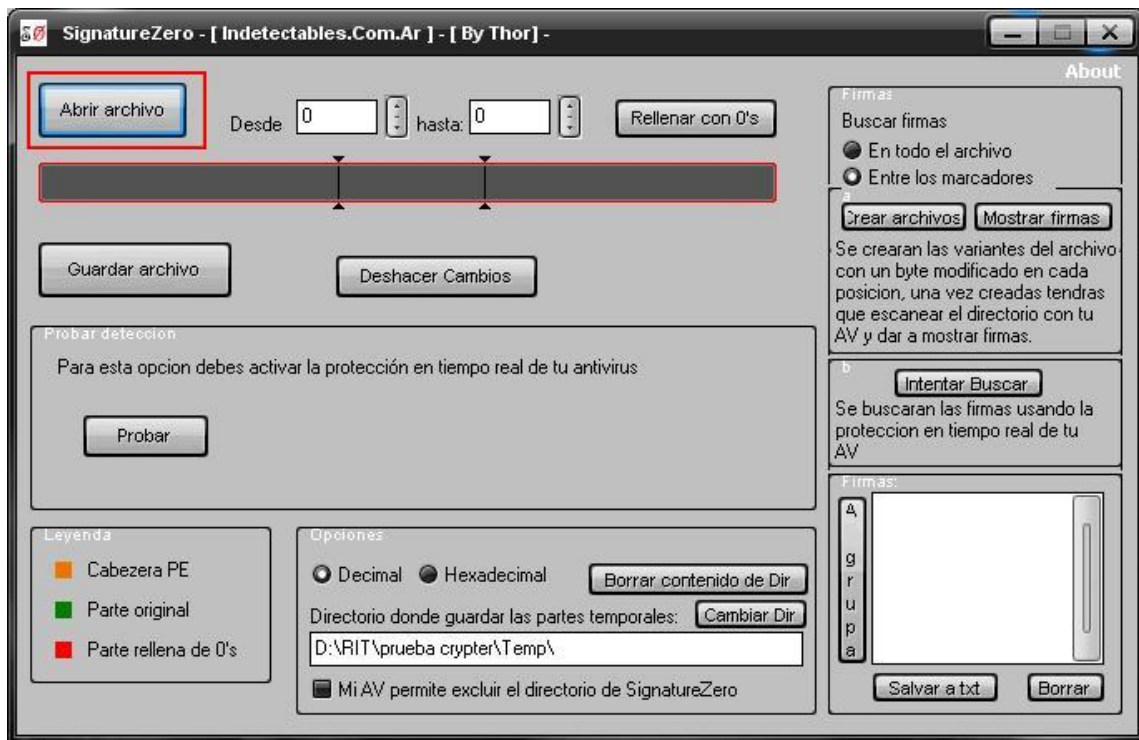 SignatureZero - [ Indetectables.Com.Ar ] - [ By Thor] -
About
Abrir archivo
Desde 0 hasta: 0
Rellenar con 0's
Guardar archivo
Deshacer Cambios
Probar deteccion
Para esta opcion debes activar la protección en tiempo real de tu antivirus
Probar
Leyenda
Cabezera PE
Parte original
Parte rellena de 0's
Opciones
Decimal Hexadecimal
Borrar contenido de Dir
Directorio donde guardar las partes temporales:
Cambiar Dir
D:\RIT\prueba crypter\Temp\
Mi AV permite excluir el directorio de SignatureZero
Firmas
Buscar firmas
En todo el archivo
Entre los marcadores
a
Crear archivos Mostrar firmas
Se crearan las variantes del archivo
con un byte modificado en cada
posicion, una vez creadas tendras
que escanear el directorio con tu
AV y dar a mostrar firmas.
b
Intentar Buscar
Se buscaran las firmas usando la
proteccion en tiempo real de tu
AV
Firmas:
A
g
r
u
p
a
Salvar a txt Borrar